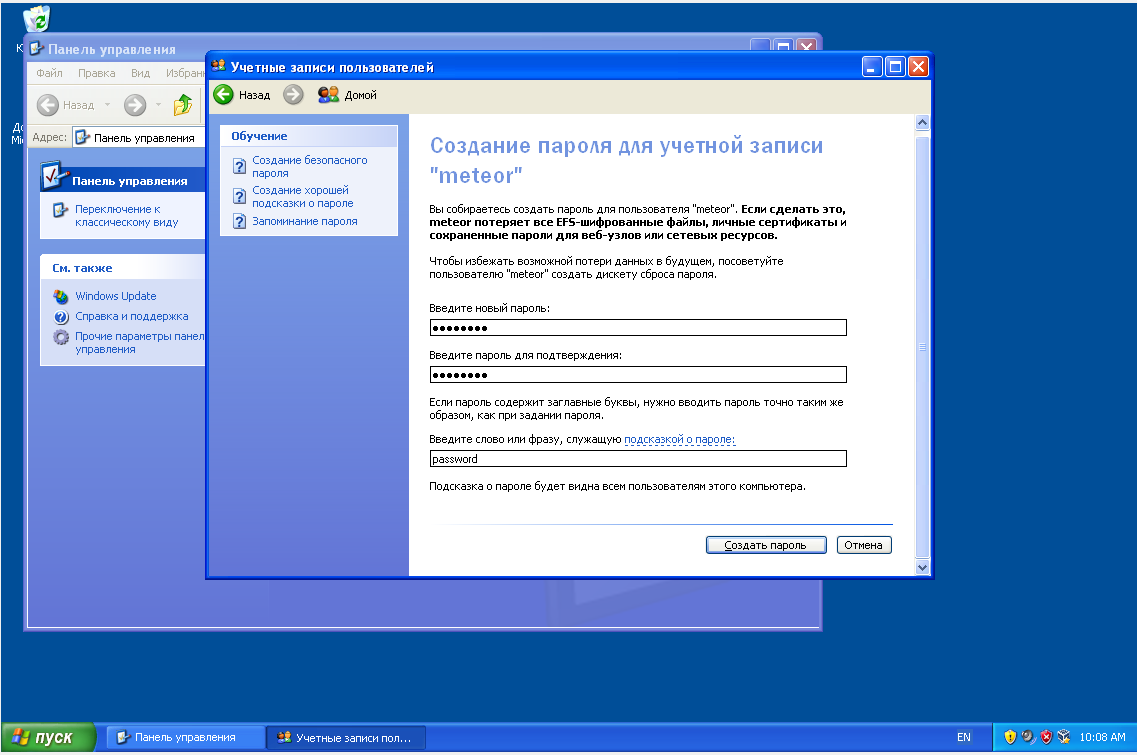 Панель управления
Файл Правка Вид Избран
Назад
Адрес: Панель управления
Панель управления
Переключение к
классическому виду
См. также
Windows Update
Справка и поддержка
Прочие параметры панел
управления
Учетные записи пользователей
Назад Домой
Обучение
Создание безопасного
пароля
Создание хорошей
подсказки о пароле
Запоминание пароля
Создание пароля для учетной записи
"meteor"
Вы собираетесь создать пароль для пользователя "meteor". Если сделать это,
meteor потеряет все EFS-шифрованные файлы, личные сертификаты и
сохраненные пароли для веб-узлов или сетевых ресурсов.
Чтобы избежать возможной потери данных в будущем, посоветуйте
пользователю "meteor" создать дискету сброса пароля.
Введите новый пароль:
••••••••
Введите пароль для подтверждения:
••••••••
Если пароль содержит заглавные буквы, нужно вводить пароль точно таким же
образом, как при задании пароля.
Введите слово или фразу, служащую подсказкой о пароле:
password
Подсказка о пароле будет видна всем пользователям этого компьютера.
Создать пароль Отмена
пуск Панель управления Учетные записи пол... EN 10:08 AM